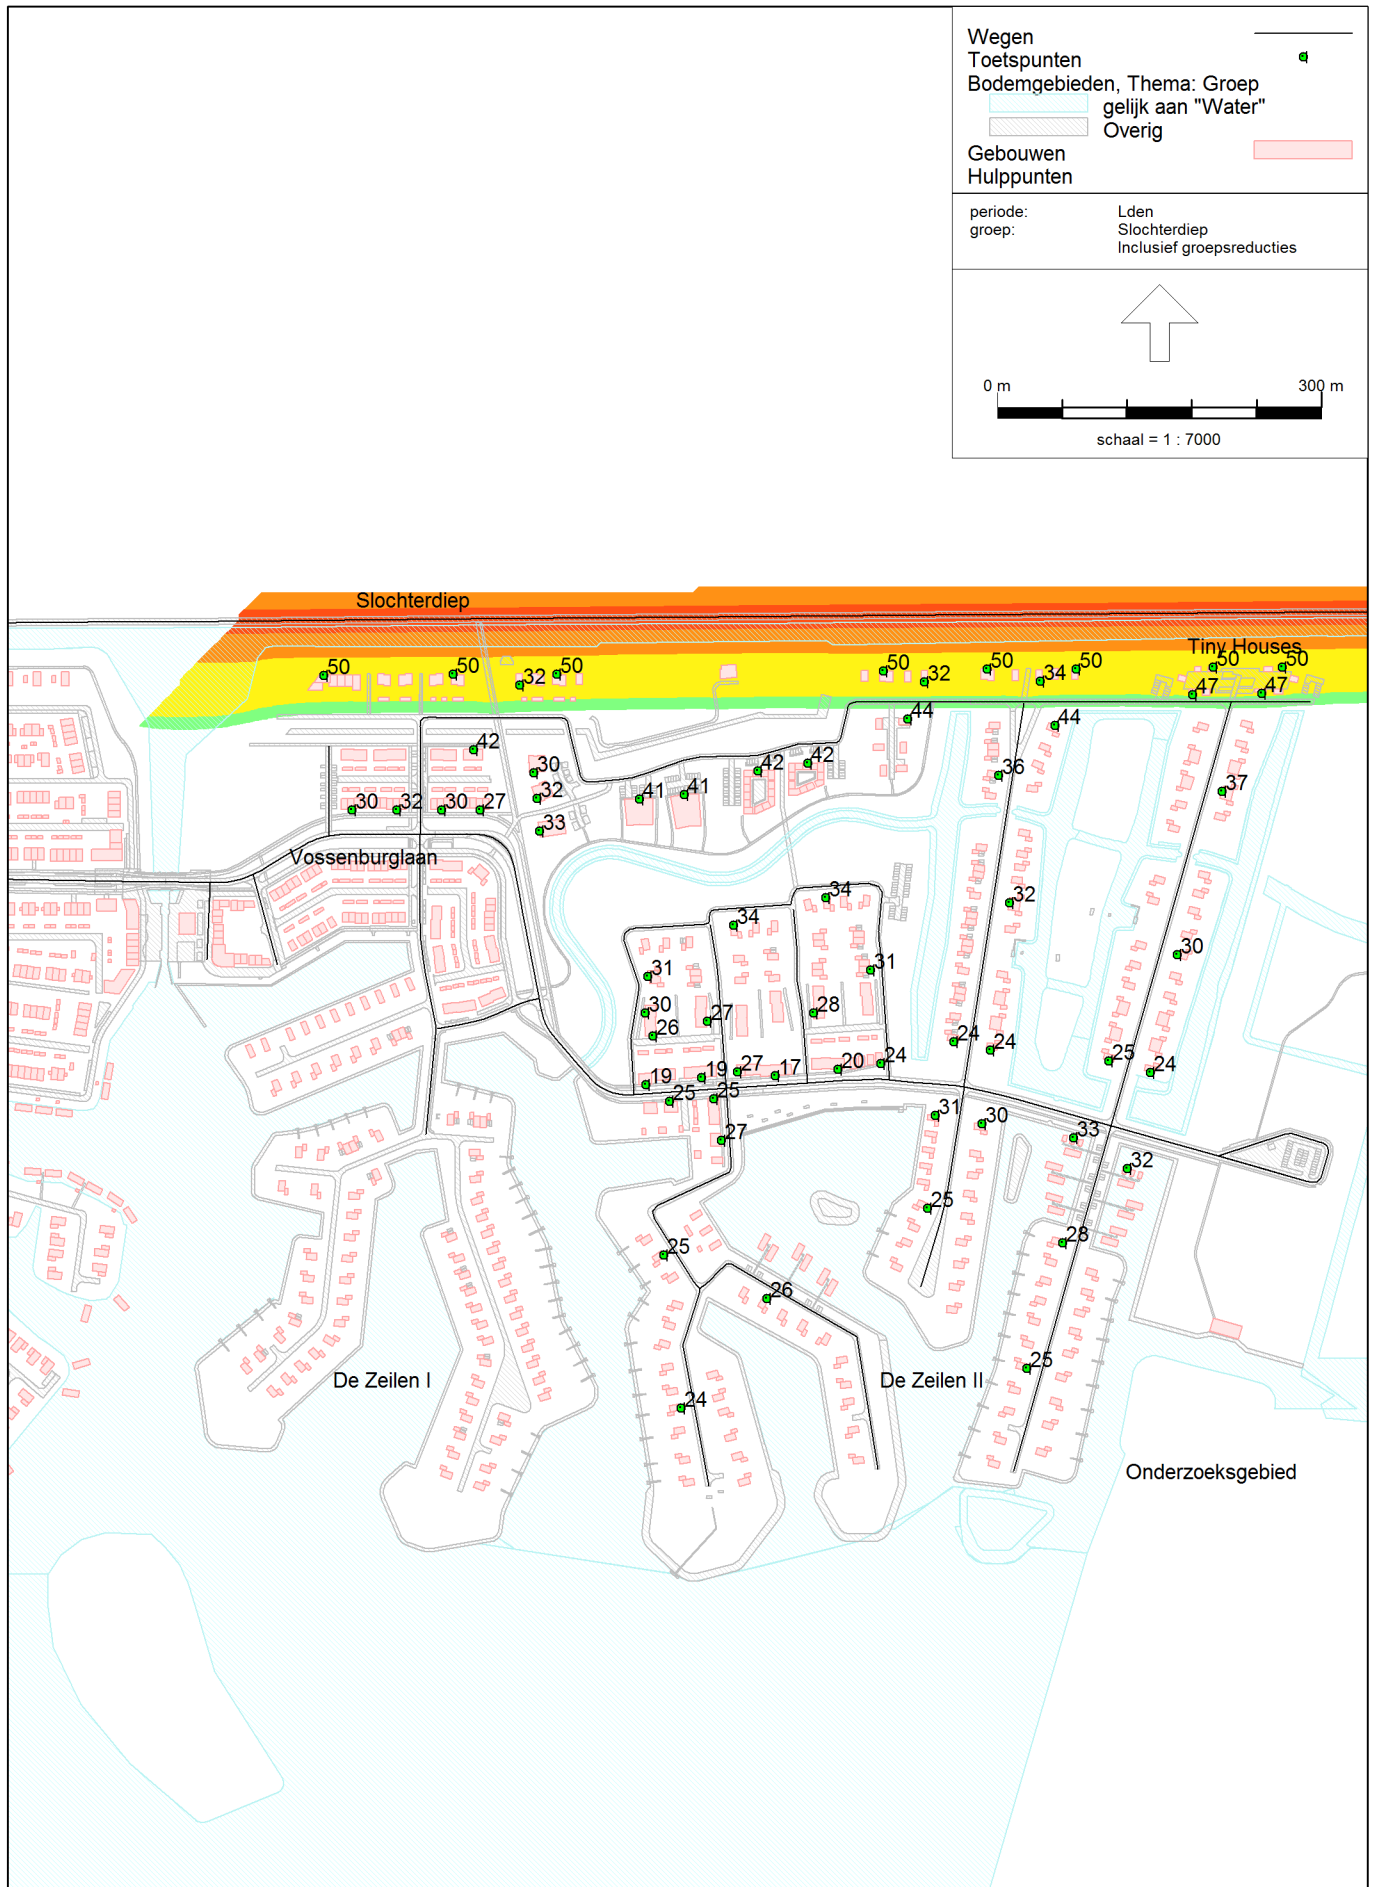 Wegen
Toetspunten
Bodemgebieden, Thema: Groep
gelijk aan "Water"
Overig
Gebouwen
Hulppunten
periode: Lden
groep: Slochterdiep
Inclusief groepsreducties
0 m 300 m
schaal = 1 : 7000
Slochterdiep
Tiny Houses
50 50 50 50 50 50 50 50
32 32 34 47 47
44 44
42 42 42
30 36
41 41 37
32
30 32 30 27
33
Vossenburglaan
34 32
34
30
31 31
30 27 28
26
24 24
25 24
19 19 27 17 20 24
25 25
31 30
27 33
32
25
28
25
26
25
De Zeilen I De Zeilen II
24
Onderzoeksgebied